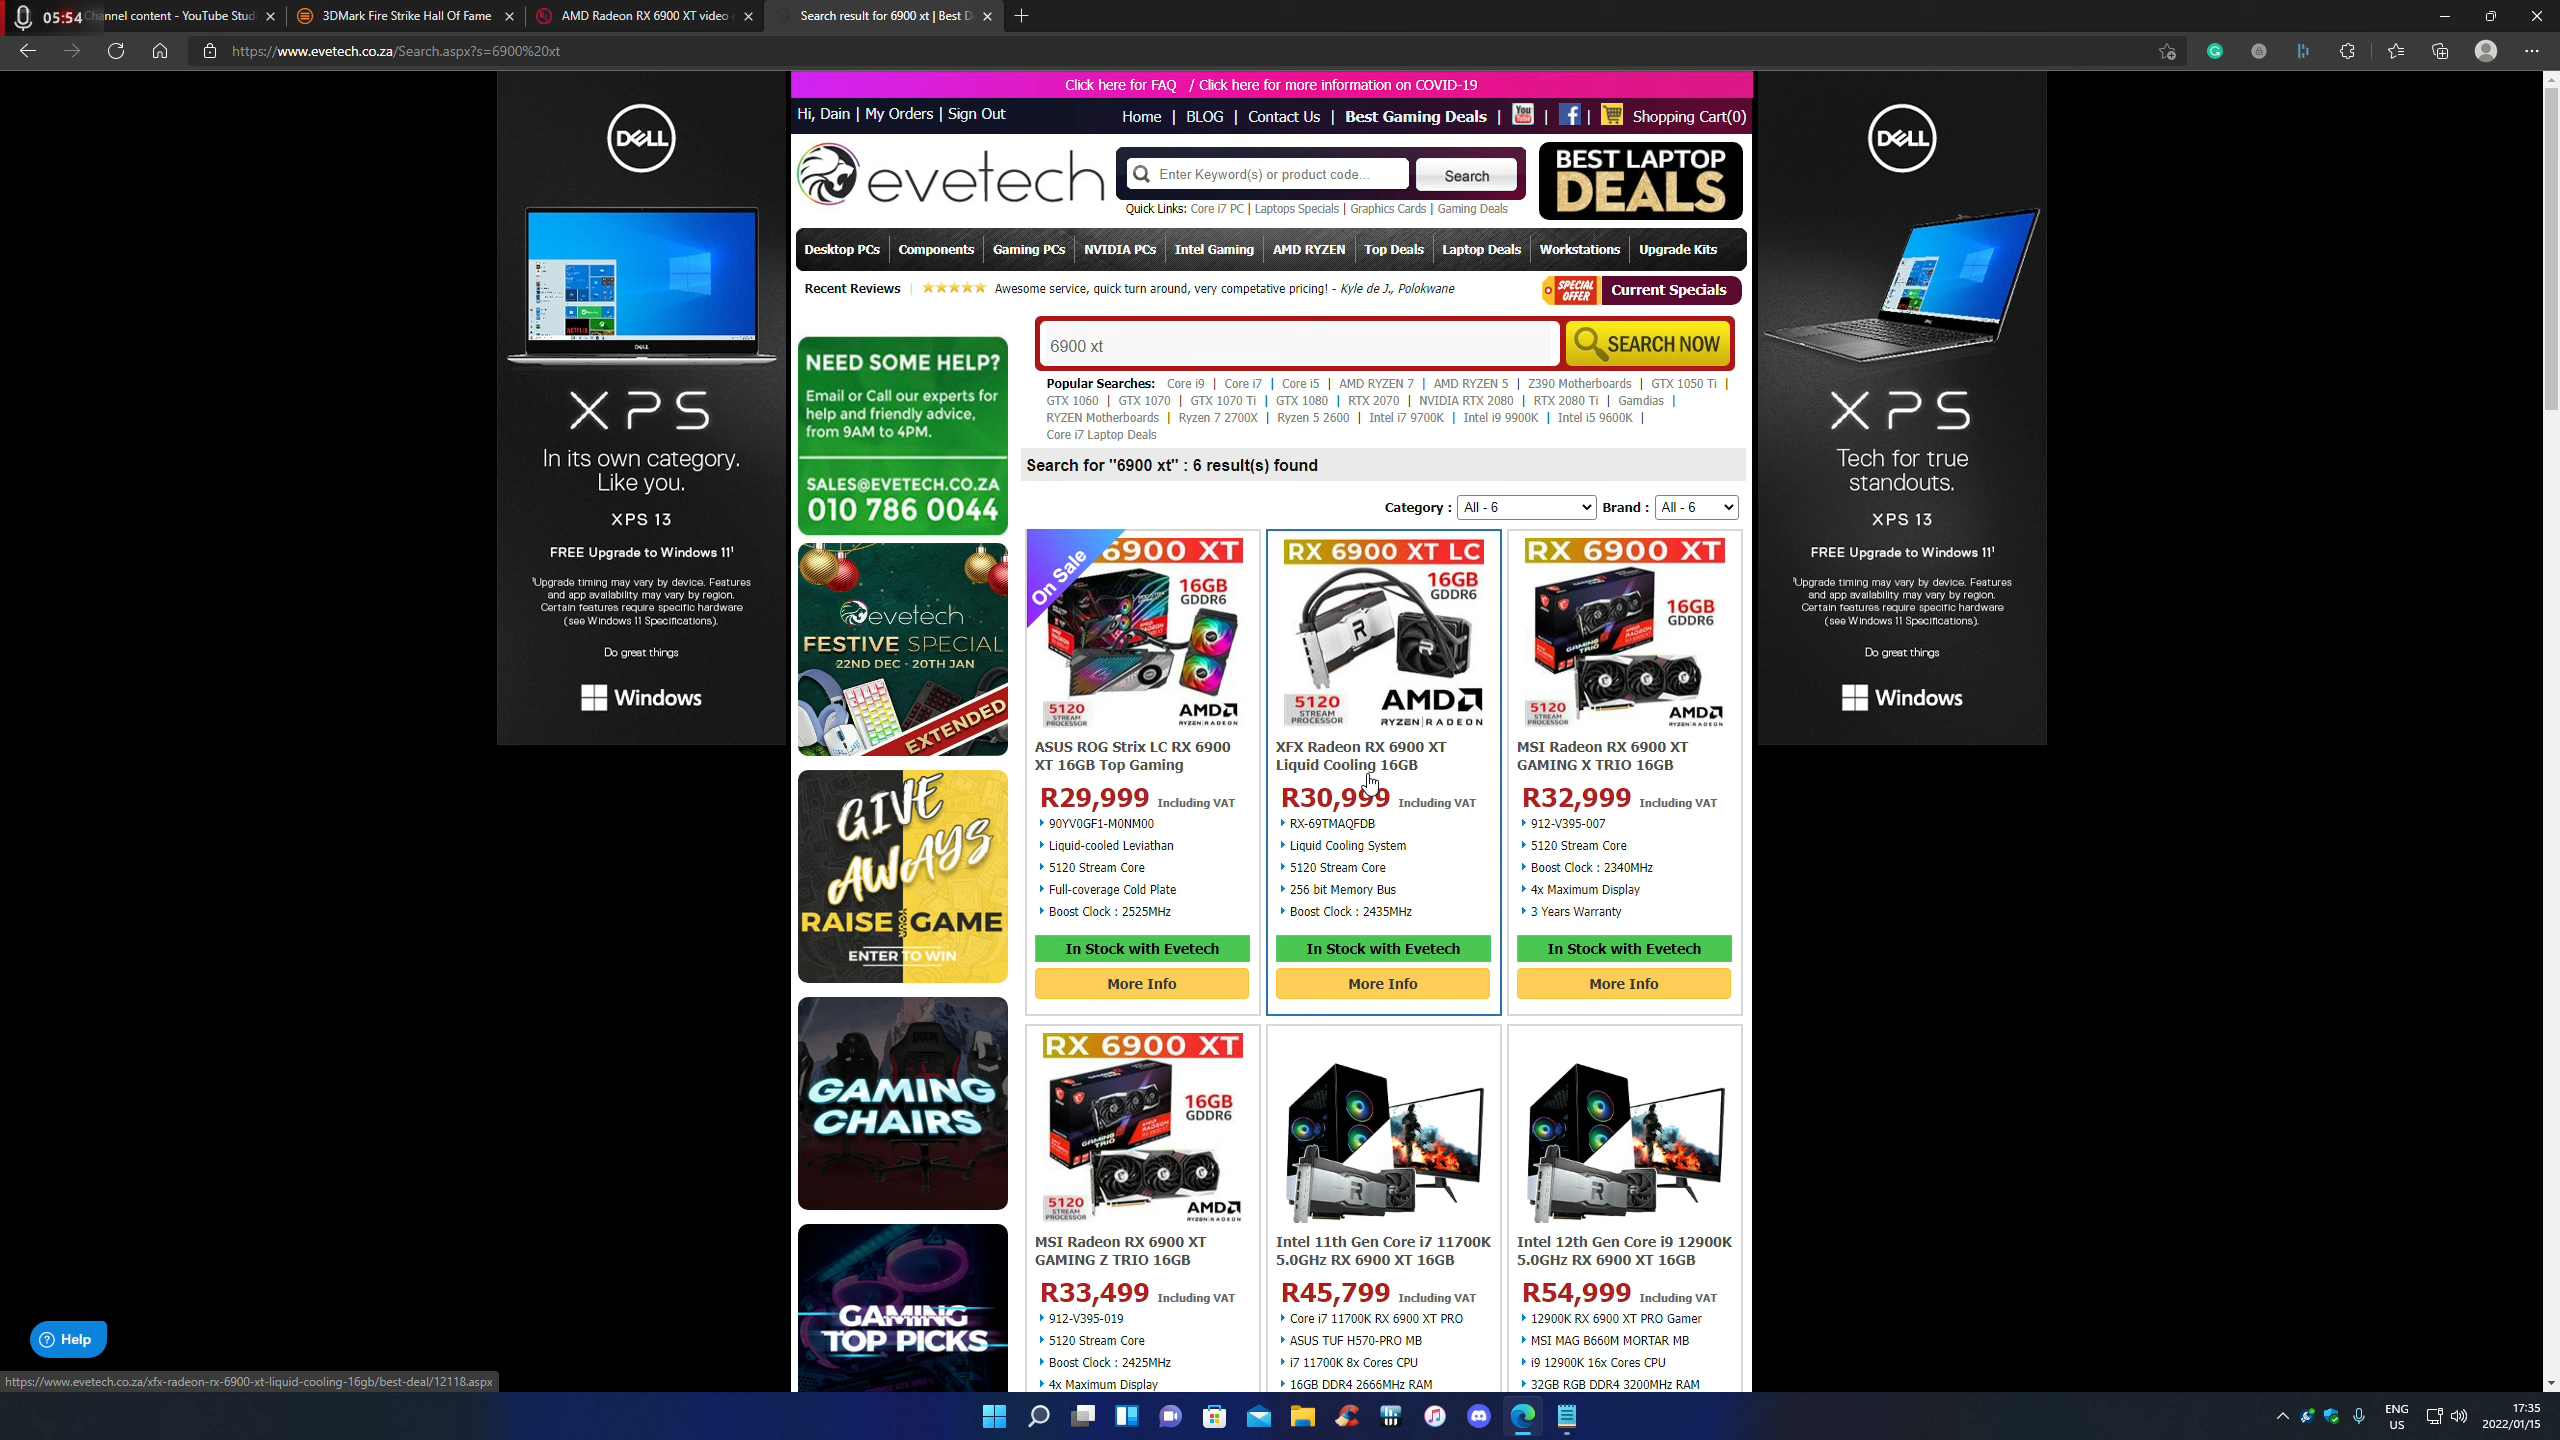 05:54
Channel content - YouTube Stud
3DMark Fire Strike Hall Of Fame
AMD Radeon RX 6900 XT video
Search result for 6900 xt | Best D
https://www.evetech.co.za/Search.aspx?s=6900%20xt
Click here for FAQ / Click here for more information on COVID-19
Hi, Dain | My Orders | Sign Out
Home | BLOG | Contact Us | Best Gaming Deals | You Tube | f | Shopping Cart(0)
evetech
Enter Keyword(s) or product code...
Search
Quick Links: Core i7 PC | Laptops Specials | Graphics Cards | Gaming Deals
BEST LAPTOP
DEALS
Desktop PCs
Components
Gaming PCs
NVIDIA PCs
Intel Gaming
AMD RYZEN
Top Deals
Laptop Deals
Workstations
Upgrade Kits
Recent Reviews
Awesome service, quick turn around, very competative pricing! - Kyle de J., Polokwane
SPECIAL
OFFER
Current Specials
DELL
XPS
In its own category.
Like you.
XPS 13
FREE Upgrade to Windows 11¹
¹Upgrade timing may vary by device. Features
and app availability may vary by region.
Certain features require specific hardware
(see Windows 11 Specifications).
Do great things
Windows
NEED SOME HELP?
Email or Call our experts for
help and friendly advice,
from 9AM to 4PM.
SALES@EVETECH.CO.ZA
010 786 0044
evetech
FESTIVE SPECIAL
22ND DEC - 20TH JAN
EXTENDED
GIVE
AWAYS
RAISE YOUR GAME
ENTER TO WIN
GAMING
CHAIRS
GAMING
TOP PICKS
6900 xt
SEARCH NOW
Popular Searches: Core i9 | Core i7 | Core i5 | AMD RYZEN 7 | AMD RYZEN 5 | Z390 Motherboards | GTX 1050 Ti |
GTX 1060 | GTX 1070 | GTX 1070 Ti | GTX 1080 | RTX 2070 | NVIDIA RTX 2080 | RTX 2080 Ti | Gamdias |
RYZEN Motherboards | Ryzen 7 2700X | Ryzen 5 2600 | Intel i7 9700K | Intel i9 9900K | Intel i5 9600K |
Core i7 Laptop Deals
Search for "6900 xt" : 6 result(s) found
Category : All - 6 Brand : All - 6
On Sale
6900 XT
16GB
GDDR6
5120
STREAM
PROCESSOR
AMD
RYZEN|RADEON
ASUS ROG Strix LC RX 6900
XT 16GB Top Gaming
R29,999 Including VAT
90YV0GF1-M0NM00
Liquid-cooled Leviathan
5120 Stream Core
Full-coverage Cold Plate
Boost Clock : 2525MHz
In Stock with Evetech
More Info
RX 6900 XT LC
16GB
GDDR6
5120
STREAM
PROCESSOR
AMD
RYZEN|RADEON
XFX Radeon RX 6900 XT
Liquid Cooling 16GB
R30,999 Including VAT
RX-69TMAQFDB
Liquid Cooling System
5120 Stream Core
256 bit Memory Bus
Boost Clock : 2435MHz
In Stock with Evetech
More Info
RX 6900 XT
16GB
GDDR6
5120
STREAM
PROCESSOR
AMD
RYZEN|RADEON
MSI Radeon RX 6900 XT
GAMING X TRIO 16GB
R32,999 Including VAT
912-V395-007
5120 Stream Core
Boost Clock : 2340MHz
4x Maximum Display
3 Years Warranty
In Stock with Evetech
More Info
RX 6900 XT
16GB
GDDR6
5120
STREAM
PROCESSOR
AMD
RYZEN|RADEON
MSI Radeon RX 6900 XT
GAMING Z TRIO 16GB
R33,499 Including VAT
912-V395-019
5120 Stream Core
Boost Clock : 2425MHz
4x Maximum Display
Intel 11th Gen Core i7 11700K
5.0GHz RX 6900 XT 16GB
R45,799 Including VAT
Core i7 11700K RX 6900 XT PRO
ASUS TUF H570-PRO MB
i7 11700K 8x Cores CPU
16GB DDR4 2666MHz RAM
Intel 12th Gen Core i9 12900K
5.0GHz RX 6900 XT 16GB
R54,999 Including VAT
12900K RX 6900 XT PRO Gamer
MSI MAG B660M MORTAR MB
i9 12900K 16x Cores CPU
32GB RGB DDR4 3200MHz RAM
DELL
XPS
Tech for true
standouts.
XPS 13
FREE Upgrade to Windows 11¹
¹Upgrade timing may vary by device. Features
and app availability may vary by region.
Certain features require specific hardware
(see Windows 11 Specifications).
Do great things
Windows
Help
https://www.evetech.co.za/xfx-radeon-rx-6900-xt-liquid-cooling-16gb/best-deal/12118.aspx
ENG
US
17:35
2022/01/15